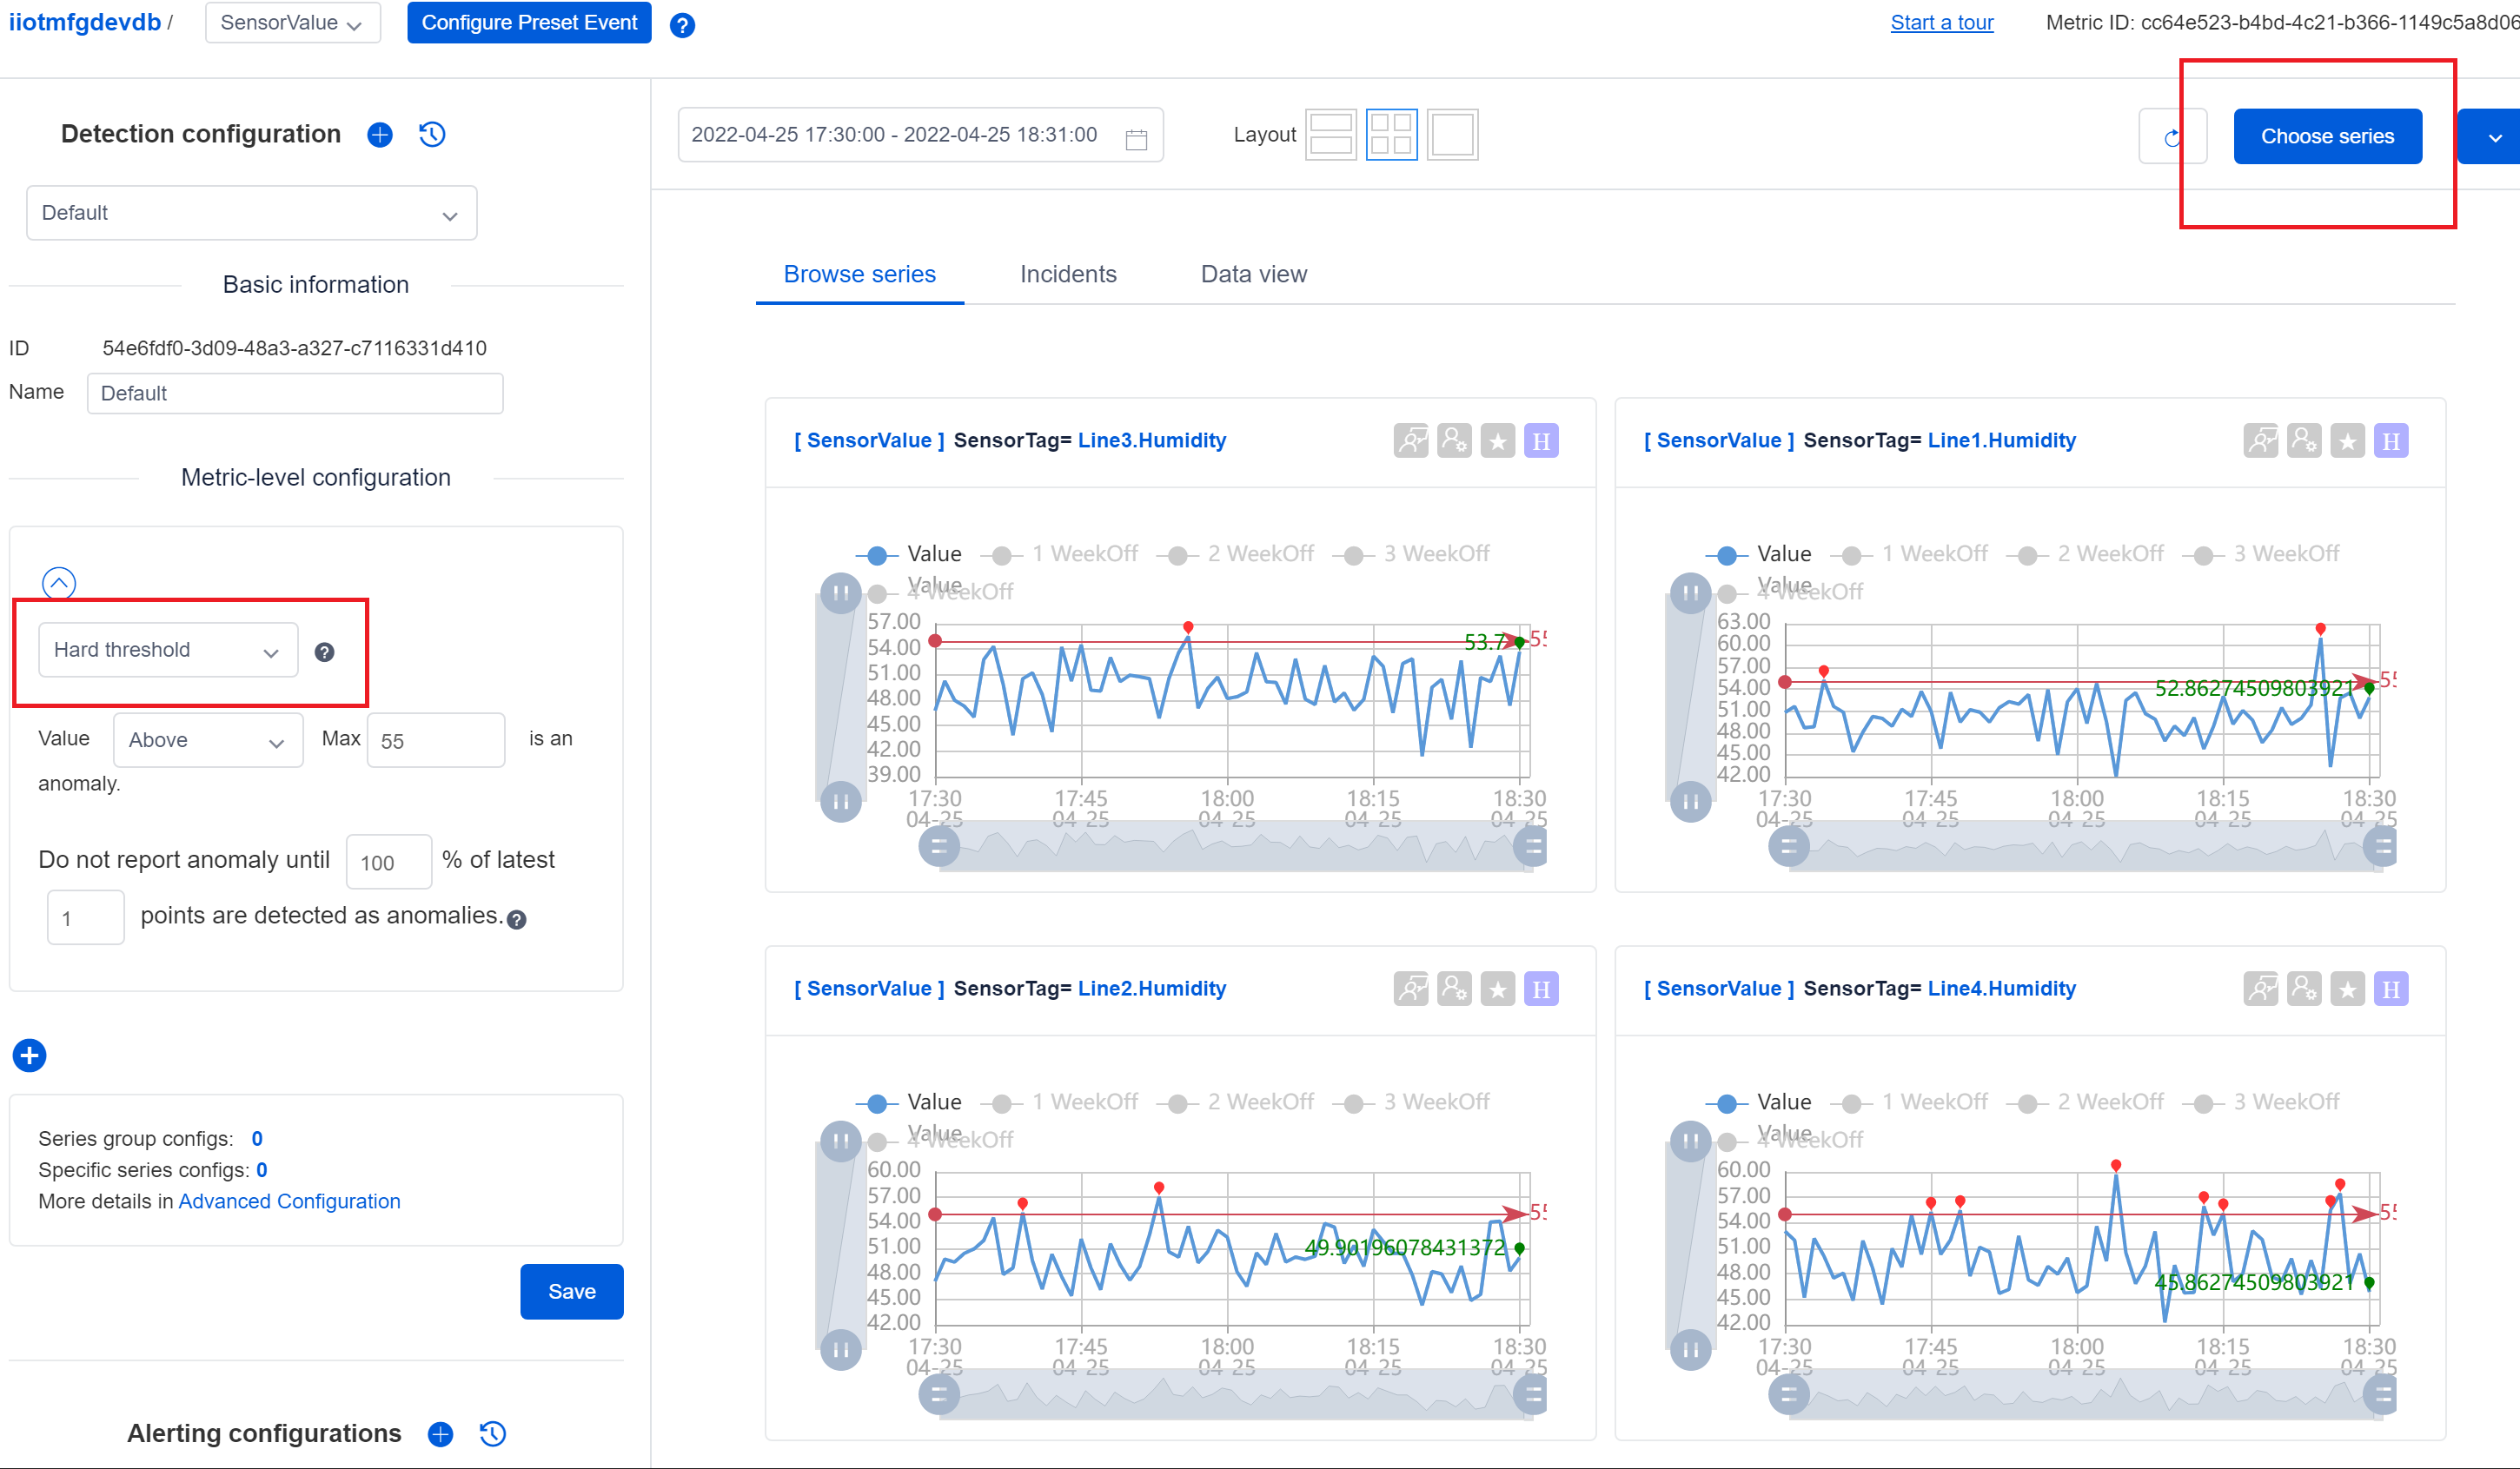 iiotmfgdevdb / SensorValue Configure Preset Event ? Start a tour Metric ID: cc64e523-b4bd-4c21-b366-1149c5a8d06
Detection configuration
Default
Basic information
ID 54e6fdf0-3d09-48a3-a327-c7116331d410
Name Default
Metric-level configuration
Hard threshold ?
Value Above Max 55 is an
anomaly.
Do not report anomaly until 100 % of latest
1 points are detected as anomalies. ?
Series group configs: 0
Specific series configs: 0
More details in Advanced Configuration
Save
Alerting configurations
2022-04-25 17:30:00 - 2022-04-25 18:31:00 Layout Choose series
Browse series Incidents Data view
[ SensorValue ] SensorTag= Line3.Humidity H
Value 1 WeekOff 2 WeekOff 3 WeekOff
Value
4 WeekOff
57.00
54.00
51.00
48.00
45.00
42.00
39.00
53.7
55
17:30 17:45 18:00 18:15 18:30
04-25 04-25 04-25 04-25 04-25
[ SensorValue ] SensorTag= Line1.Humidity H
Value 1 WeekOff 2 WeekOff 3 WeekOff
Value
4 WeekOff
63.00
60.00
57.00
54.00
51.00
48.00
45.00
42.00
52.86274509803921
55
17:30 17:45 18:00 18:15 18:30
04-25 04-25 04-25 04-25 04-25
[ SensorValue ] SensorTag= Line2.Humidity H
Value 1 WeekOff 2 WeekOff 3 WeekOff
Value
4 WeekOff
60.00
57.00
54.00
51.00
48.00
45.00
42.00
49.90196078431372
55
17:30 17:45 18:00 18:15 18:30
04-25 04-25 04-25 04-25 04-25
[ SensorValue ] SensorTag= Line4.Humidity H
Value 1 WeekOff 2 WeekOff 3 WeekOff
Value
4 WeekOff
60.00
57.00
54.00
51.00
48.00
45.00
42.00
45.86274509803921
55
17:30 17:45 18:00 18:15 18:30
04-25 04-25 04-25 04-25 04-25